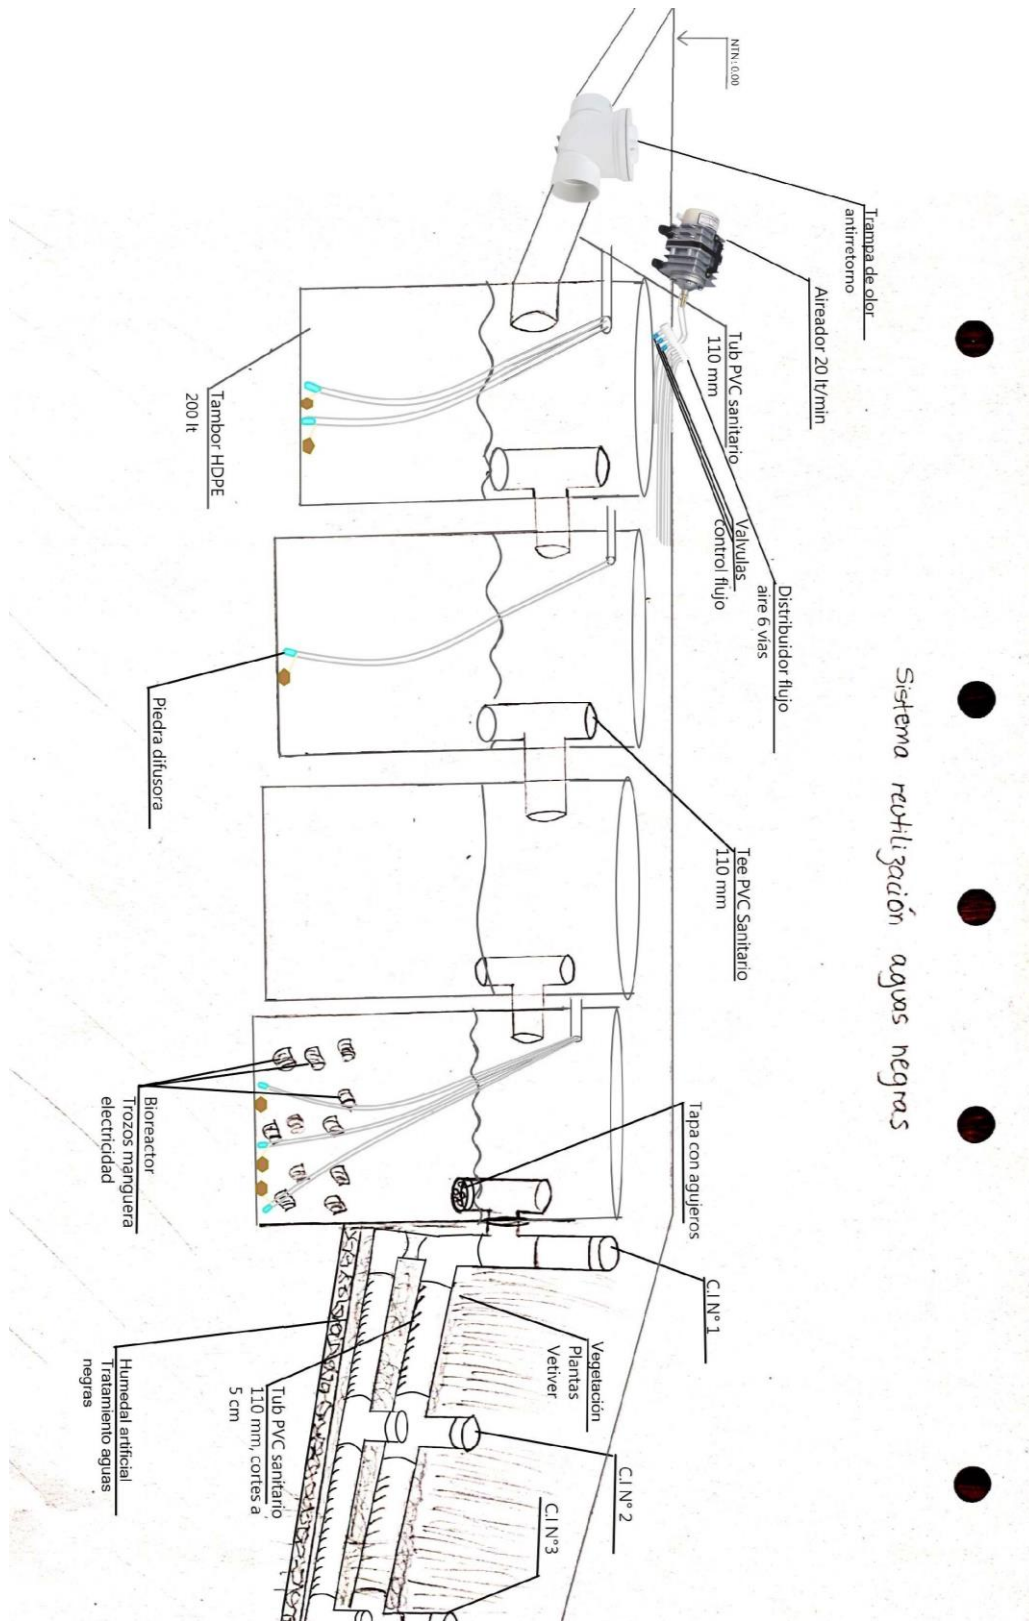 Sistema reutilización aguas negras
NTN: 0.00
Trampa de olor
antirretorno
Aireador 20 lt/min
Tub PVC sanitario
110 mm
Tambor HDPE
200 lt
Valvulas
control flujo
Distribuidor flujo
aire 6 vías
Piedra difusora
Tee PVC Sanitario
110 mm
Tapa con agujeros
Bioreactor
Trozos manguera
electricidad
C.I N° 1
Vegetación
Plantas
Vetiver
C.I N° 2
C.I N°3
Tub PVC sanitario
110 mm, cortes a
5 cm
Humedal artificial
Tratamiento aguas
negras